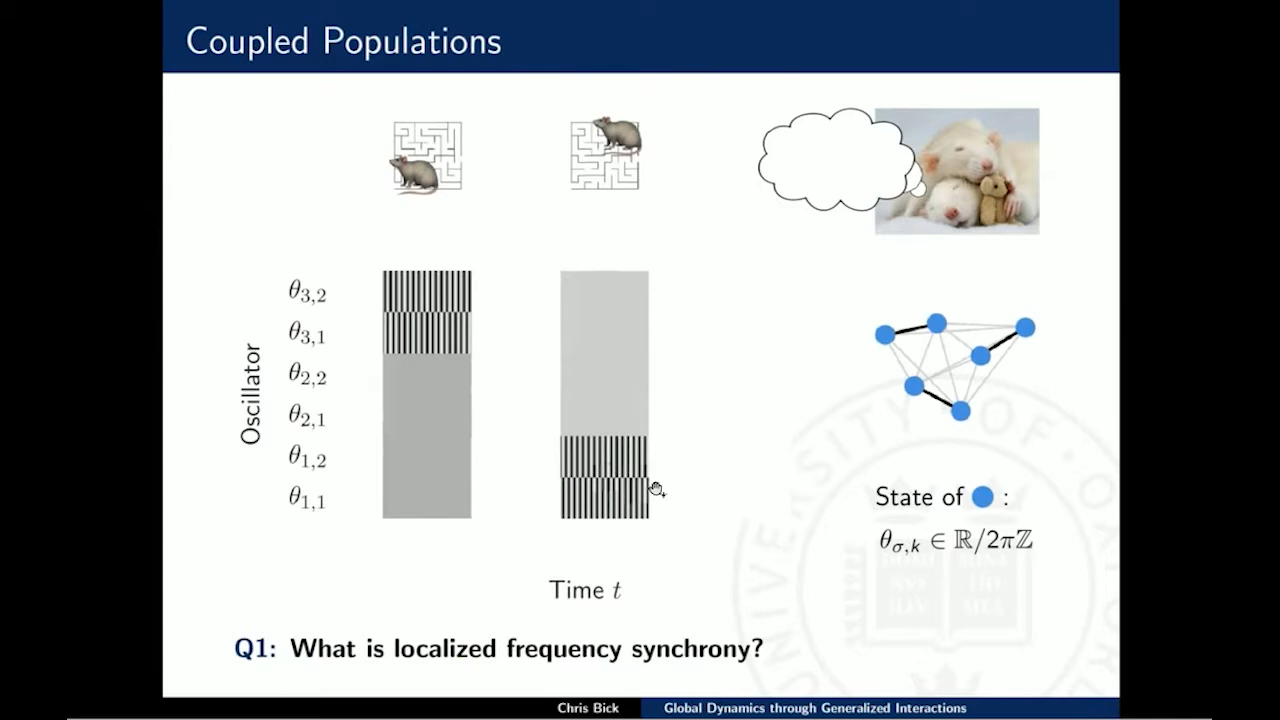 Coupled Populations
θ3,2
θ3,1
θ2,2
θ2,1
θ1,2
θ1,1
Oscillator
Time t
State of :
θσ,k ∈ ℝ/2πℤ
Q1: What is localized frequency synchrony?
Chris Bick
Global Dynamics through Generalized Interactions